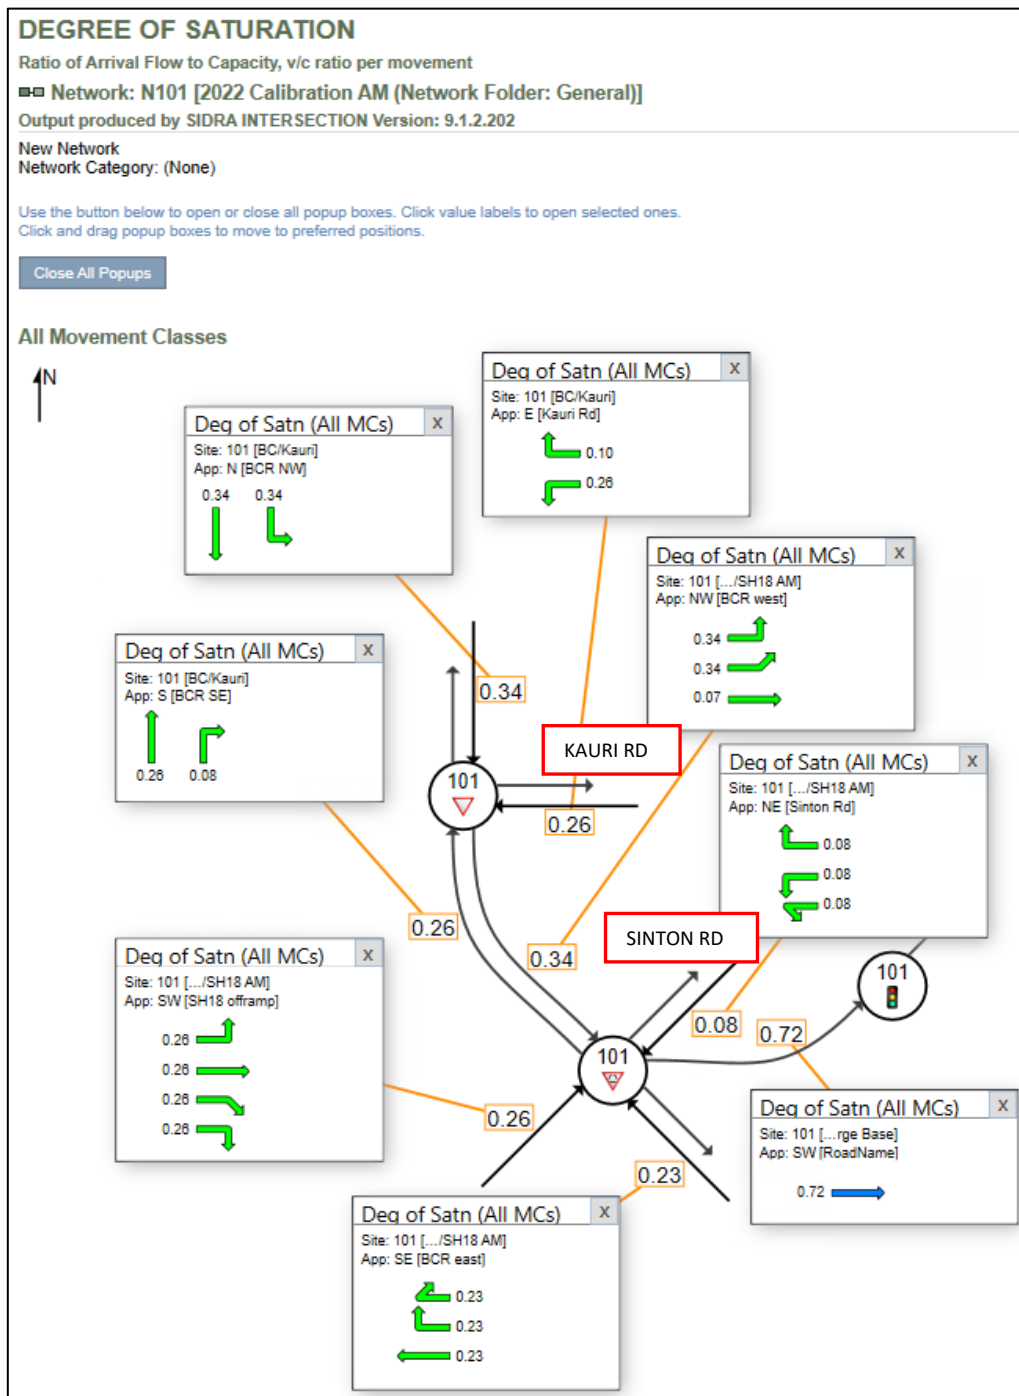 DEGREE OF SATURATION
Ratio of Arrival Flow to Capacity, v/c ratio per movement
Network: N101 [2022 Calibration AM (Network Folder: General)]
Output produced by SIDRA INTERSECTION Version: 9.1.2.202
New Network
Network Category: (None)
Use the button below to open or close all popup boxes. Click value labels to open selected ones.
Click and drag popup boxes to move to preferred positions.
Close All Popups
All Movement Classes
N
Deg of Satn (All MCs) X
Site: 101 [BC/Kauri]
App: E [Kauri Rd]
0.10
0.26
Deg of Satn (All MCs) X
Site: 101 [BC/Kauri]
App: N [BCR NW]
0.34 0.34
Deg of Satn (All MCs) X
Site: 101 [.../SH18 AM]
App: NW [BCR west]
0.34
0.34
0.07
Deg of Satn (All MCs) X
Site: 101 [BC/Kauri]
App: S [BCR SE]
0.26 0.08
0.34
KAURI RD
101
0.26
Deg of Satn (All MCs) X
Site: 101 [.../SH18 AM]
App: NE [Sinton Rd]
0.08
0.08
0.08
0.26
0.34
SINTON RD
Deg of Satn (All MCs) X
Site: 101 [.../SH18 AM]
App: SW [SH18 offramp]
0.26
0.26
0.26
0.26
101
0.08
0.72
101
0.26
0.23
Deg of Satn (All MCs) X
Site: 101 [...rge Base]
App: SW [RoadName]
0.72
Deg of Satn (All MCs) X
Site: 101 [.../SH18 AM]
App: SE [BCR east]
0.23
0.23
0.23